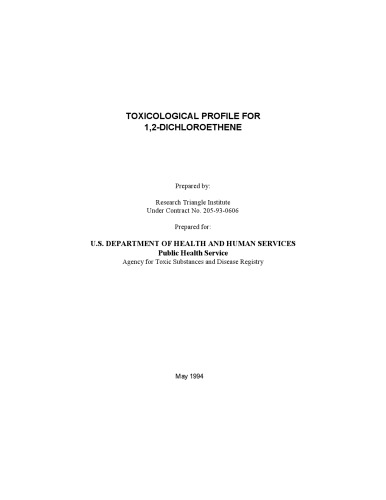 TOXICOLOGICAL PROFILE FOR
1,2-DICHLOROETHENE
Prepared by:
Research Triangle Institute
Under Contract No. 205-93-0606
Prepared for:
U.S. DEPARTMENT OF HEALTH AND HUMAN SERVICES
Public Health Service
Agency for Toxic Substances and Disease Registry
May 1994